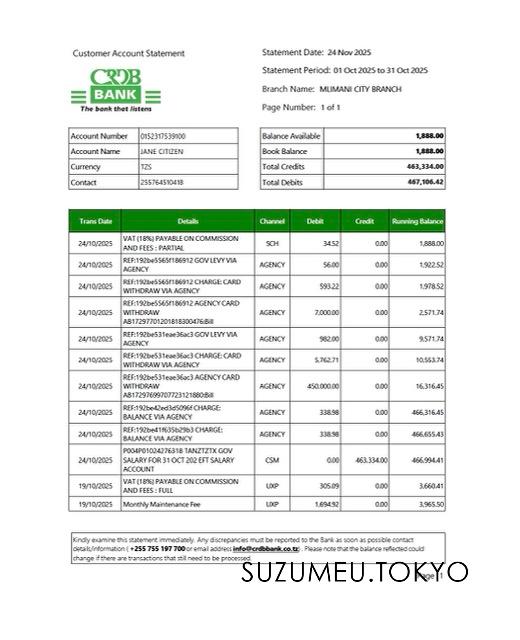 Customer Account Statement
Statement Date: 24 Nov 2025
Statement Period: 01 Oct 2025 to 31 Oct 2025
Branch Name: MLIMANI CITY BRANCH
Page Number: 1 of 1
CRDB
BANK
The bank that listens
Account Number 0152317539100
Account Name JANE CITIZEN
Currency TZS
Contact 255764510418
Balance Available 1,888.00
Book Balance 1,888.00
Total Credits 463,334.00
Total Debits 467,106.42
Trans Date Details Channel Debit Credit Running Balance
24/10/2025 VAT (18%) PAYABLE ON COMMISSION SCH 34.52 0.00 1,888.00
AND FEES : PARTIAL
24/10/2025 REF:192be5565f186912 GOV LEVY VIA AGENCY 56.00 0.00 1,922.52
AGENCY
24/10/2025 REF:192be5565f186912 CHARGE: CARD AGENCY 593.22 0.00 1,978.52
WITHDRAW VIA AGENCY
24/10/2025 REF:192be5565f186912 AGENCY CARD AGENCY 7,000.00 0.00 2,571.74
WITHDRAW
AB17297701201818300476:Bill
24/10/2025 REF:192be531eae36ac3 GOV LEVY VIA AGENCY 982.00 0.00 9,571.74
AGENCY
24/10/2025 REF:192be531eae36ac3 CHARGE: CARD AGENCY 5,762.71 0.00 10,553.74
WITHDRAW VIA AGENCY
24/10/2025 REF:192be531eae36ac3 AGENCY CARD AGENCY 450,000.00 0.00 16,316.45
WITHDRAW
AB17297699707723121880:Bill
24/10/2025 REF:192be42ed3d5096f CHARGE: AGENCY 338.98 0.00 466,316.45
BALANCE VIA AGENCY
24/10/2025 REF:192be41f635b29b3 CHARGE: AGENCY 338.98 0.00 466,655.43
BALANCE VIA AGENCY
24/10/2025 P004P01024276318 TANZTZTX GOV CSM 0.00 463,334.00 466,994.41
SALARY FOR 31 OCT 202 EFT SALARY
ACCOUNT
19/10/2025 VAT (18%) PAYABLE ON COMMISSION UXP 305.09 0.00 3,660.41
AND FEES : FULL
19/10/2025 Monthly Maintenance Fee UXP 1,694.92 0.00 3,965.50
Kindly examine this statement immediately. Any discrepancies must be reported to the Bank as soon as possible contact
details/information ( +255 755 197 700 or email address info@crdbbank.co.tz) . Please note that the balance reflected could
change if there are transactions that still need to be processed.
SUZUMEU.TOKYO
Page 1